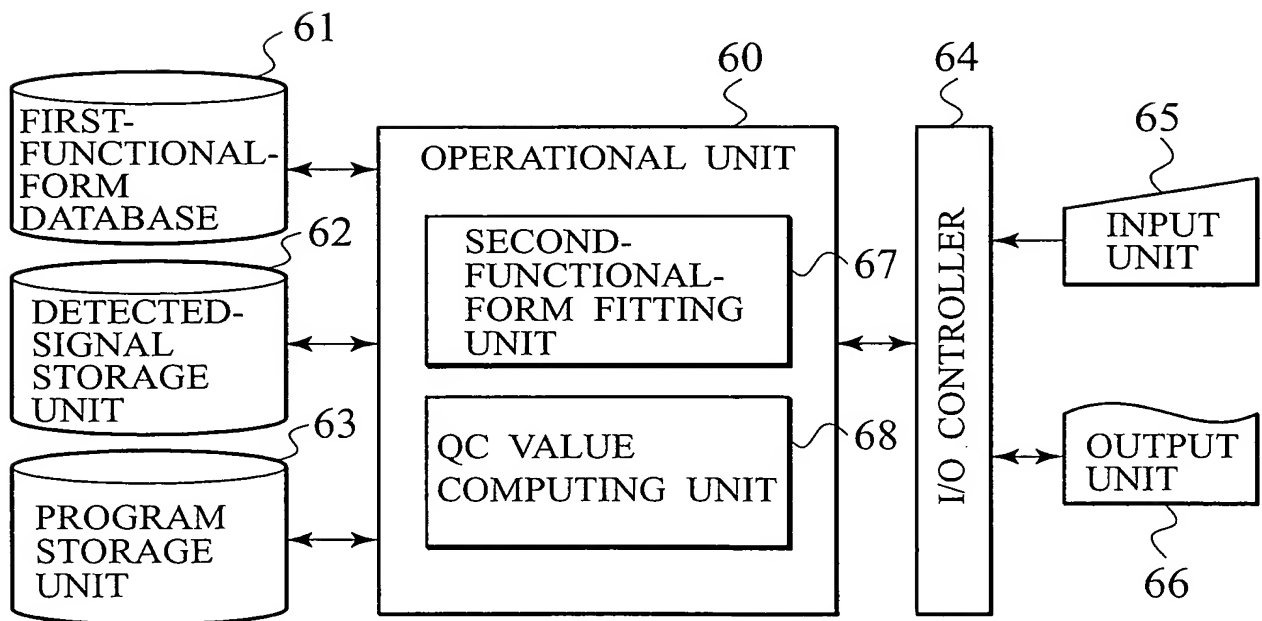 61
FIRST-
FUNCTIONAL-
FORM
DATABASE
62
DETECTED-
SIGNAL
STORAGE
UNIT
63
PROGRAM
STORAGE
UNIT
60
OPERATIONAL UNIT
SECOND-
FUNCTIONAL-
FORM FITTING
UNIT
67
QC VALUE
COMPUTING UNIT
68
64
I/O CONTROLLER
65
INPUT
UNIT
OUTPUT
UNIT
66